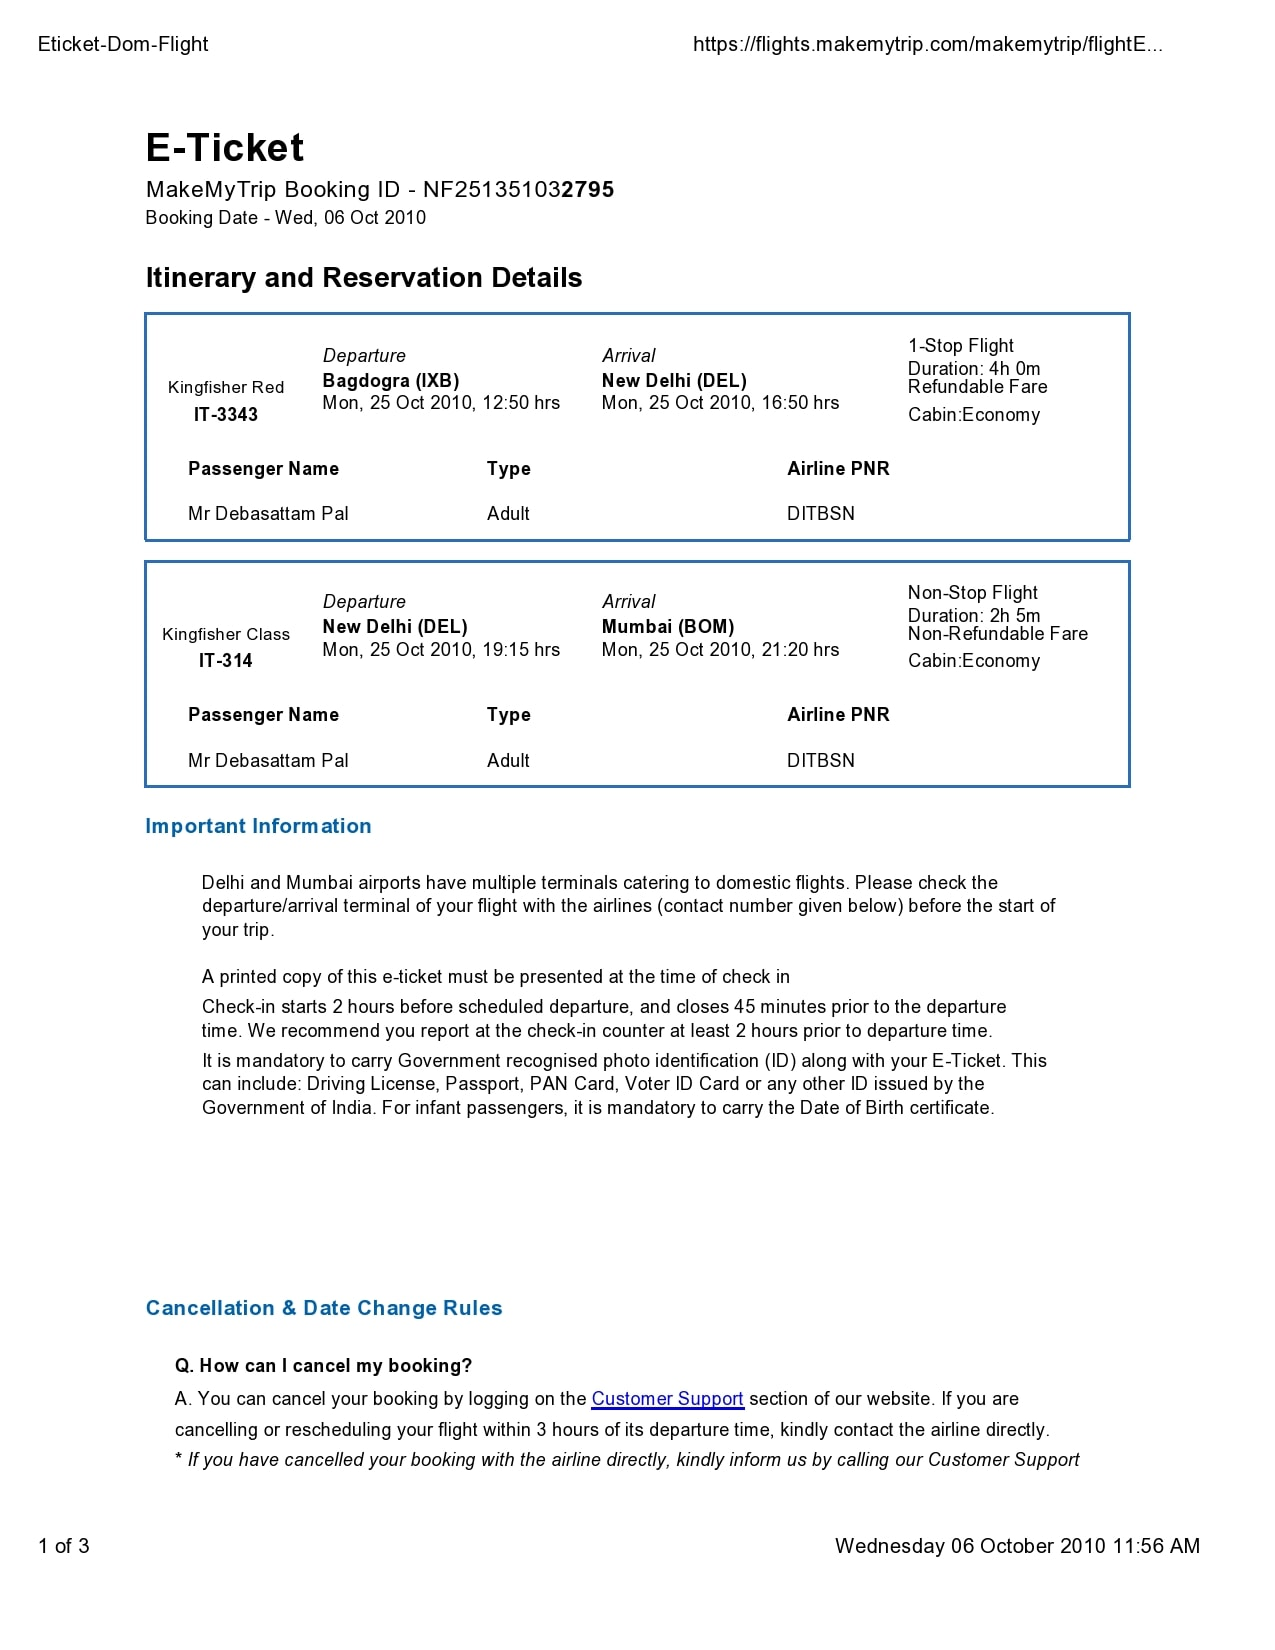 Eticket-Dom-Flight https://flights.makemytrip.com/makemytrip/flightE...
E-Ticket
MakeMyTrip Booking ID - NF251351032795
Booking Date - Wed, 06 Oct 2010
Itinerary and Reservation Details
Kingfisher Red
IT-3343
Departure
Bagdogra (IXB)
Mon, 25 Oct 2010, 12:50 hrs
Arrival
New Delhi (DEL)
Mon, 25 Oct 2010, 16:50 hrs
1-Stop Flight
Duration: 4h 0m
Refundable Fare
Cabin:Economy
Passenger Name Type Airline PNR
Mr Debasattam Pal Adult DITBSN
Kingfisher Class
IT-314
Departure
New Delhi (DEL)
Mon, 25 Oct 2010, 19:15 hrs
Arrival
Mumbai (BOM)
Mon, 25 Oct 2010, 21:20 hrs
Non-Stop Flight
Duration: 2h 5m
Non-Refundable Fare
Cabin:Economy
Passenger Name Type Airline PNR
Mr Debasattam Pal Adult DITBSN
Important Information
Delhi and Mumbai airports have multiple terminals catering to domestic flights. Please check the
departure/arrival terminal of your flight with the airlines (contact number given below) before the start of
your trip.
A printed copy of this e-ticket must be presented at the time of check in
Check-in starts 2 hours before scheduled departure, and closes 45 minutes prior to the departure
time. We recommend you report at the check-in counter at least 2 hours prior to departure time.
It is mandatory to carry Government recognised photo identification (ID) along with your E-Ticket. This
can include: Driving License, Passport, PAN Card, Voter ID Card or any other ID issued by the
Government of India. For infant passengers, it is mandatory to carry the Date of Birth certificate.
Cancellation & Date Change Rules
Q. How can I cancel my booking?
A. You can cancel your booking by logging on the Customer Support section of our website. If you are
cancelling or rescheduling your flight within 3 hours of its departure time, kindly contact the airline directly.
* If you have cancelled your booking with the airline directly, kindly inform us by calling our Customer Support
1 of 3 Wednesday 06 October 2010 11:56 AM